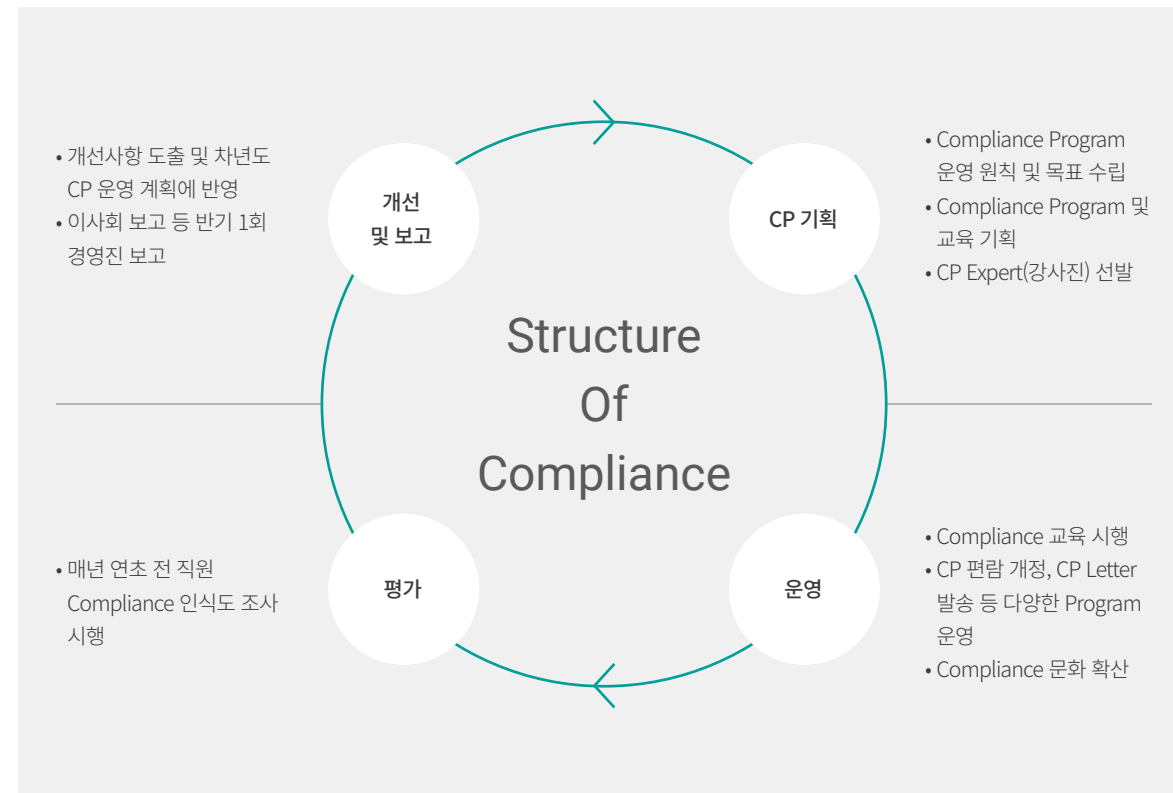 • 개선사항 도출 및 차년도
CP 운영 계획에 반영
• 이사회 보고 등 반기 1회
경영진 보고
개선
및 보고
CP 기획
• Compliance Program
운영 원칙 및 목표 수립
• Compliance Program 및
교육 기획
• CP Expert(강사진) 선발
Structure
Of
Compliance
• 매년 연초 전 직원
Compliance 인식도 조사
시행
평가
운영
• Compliance 교육 시행
• CP 편람 개정, CP Letter
발송 등 다양한 Program
운영
• Compliance 문화 확산